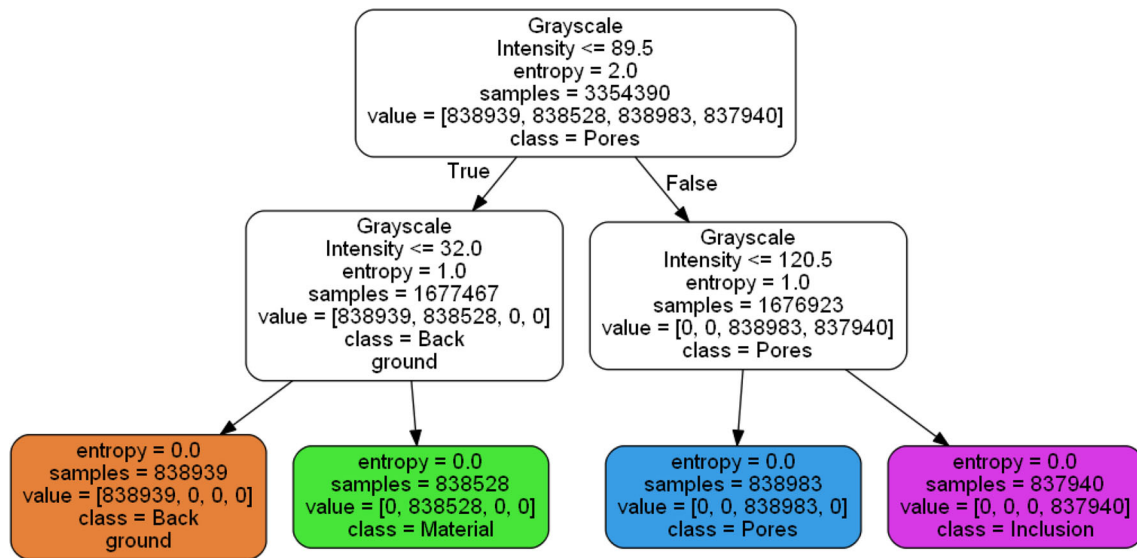 Grayscale
Intensity <= 89.5
entropy = 2.0
samples = 3354390
value = [838939, 838528, 838983, 837940]
class = Pores
True
False
Grayscale
Intensity <= 32.0
entropy = 1.0
samples = 1677467
value = [838939, 838528, 0, 0]
class = Back
ground
Grayscale
Intensity <= 120.5
entropy = 1.0
samples = 1676923
value = [0, 0, 838983, 837940]
class = Pores
entropy = 0.0
samples = 838939
value = [838939, 0, 0, 0]
class = Back
ground
entropy = 0.0
samples = 838528
value = [0, 838528, 0, 0]
class = Material
entropy = 0.0
samples = 838983
value = [0, 0, 838983, 0]
class = Pores
entropy = 0.0
samples = 837940
value = [0, 0, 0, 837940]
class = Inclusion